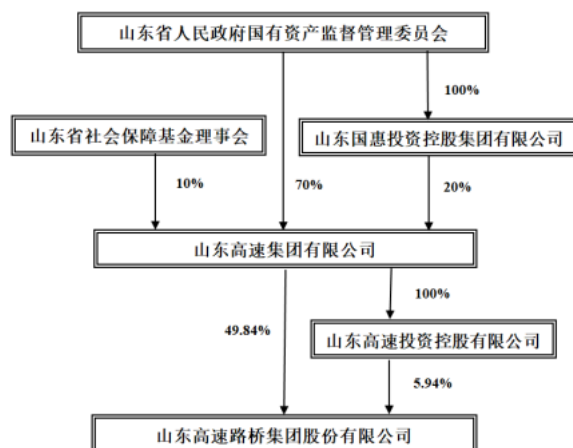 山东省人民政府国有资产监督管理委员会
100%
山东省社会保障基金理事会
山东国惠投资控股集团有限公司
10%
70%
20%
山东高速集团有限公司
100%
49.84%
山东高速投资控股有限公司
5.94%
山东高速路桥集团股份有限公司